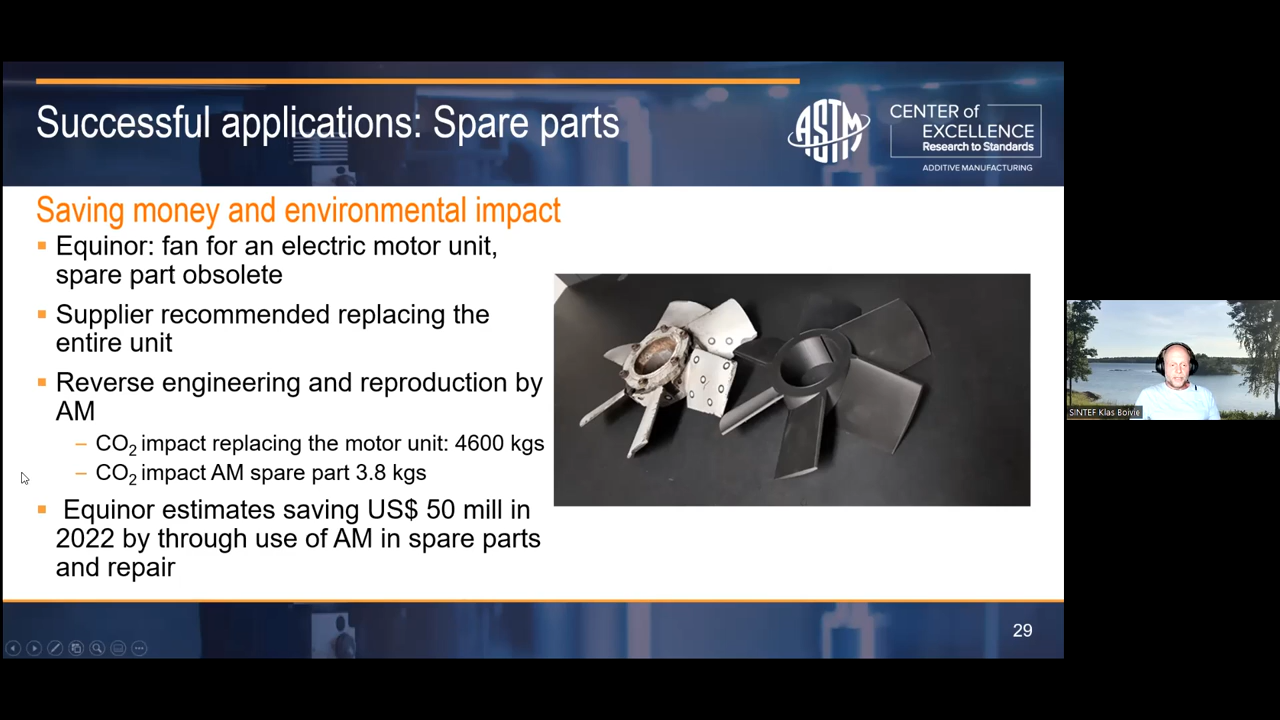 Successful applications: Spare parts
ASTM
CENTER of
EXCELLENCE
Research to Standards
ADDITIVE MANUFACTURING
Saving money and environmental impact
Equinor: fan for an electric motor unit,
spare part obsolete
Supplier recommended replacing the
entire unit
Reverse engineering and reproduction by
AM
– CO2 impact replacing the motor unit: 4600 kgs
– CO2 impact AM spare part 3.8 kgs
Equinor estimates saving US$ 50 mill in
2022 by through use of AM in spare parts
and repair
29
SINTEF Klas Boivie